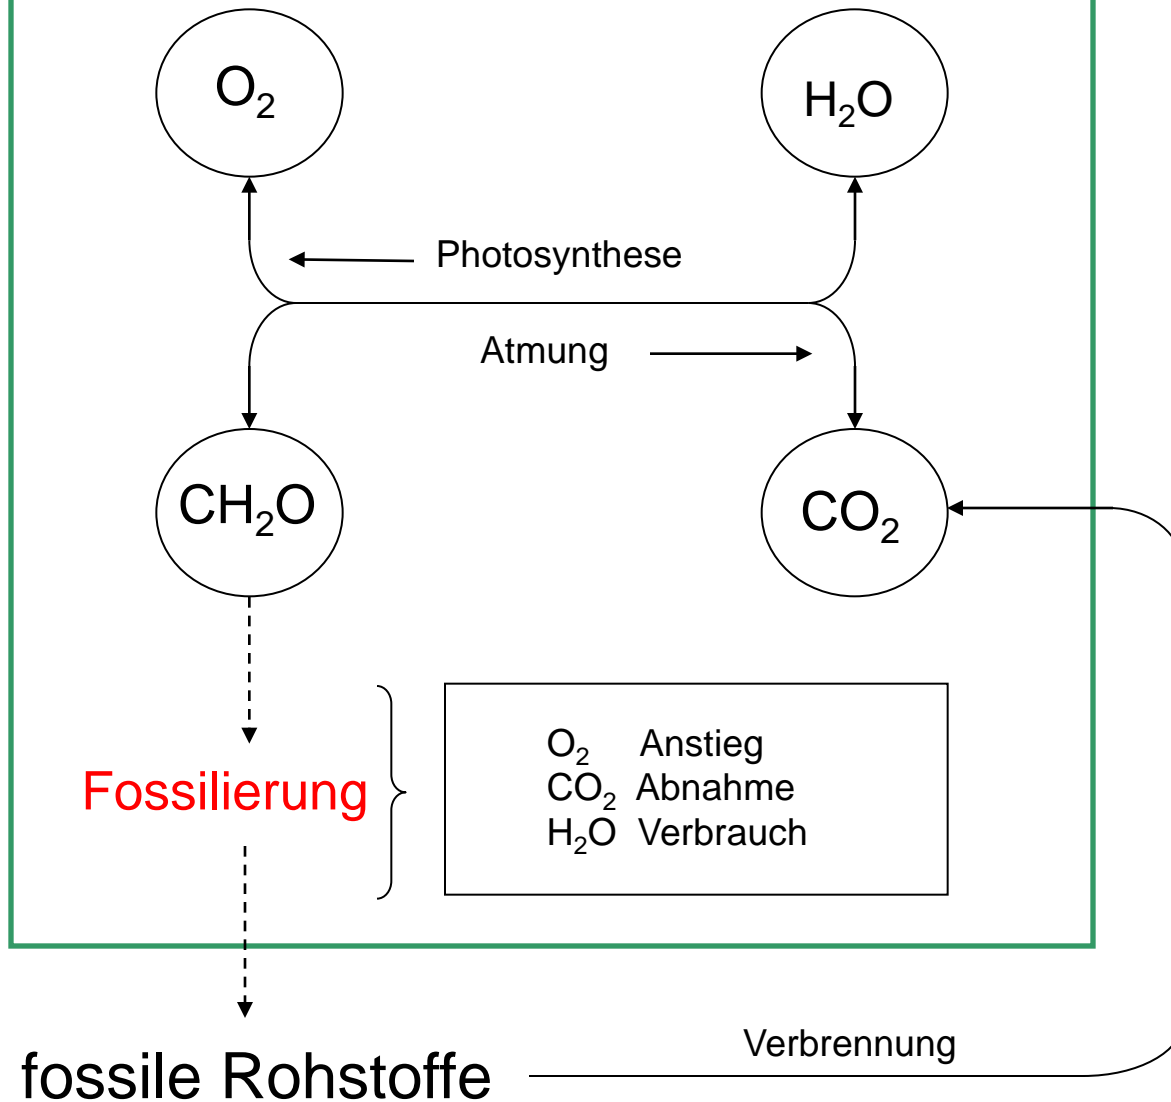 O₂
H₂O
Photosynthese
Atmung
CH₂O
CO₂
O₂ Anstieg
Fossilierung
CO₂ Abnahme
H₂O Verbrauch
Verbrennung
fossile Rohstoffe